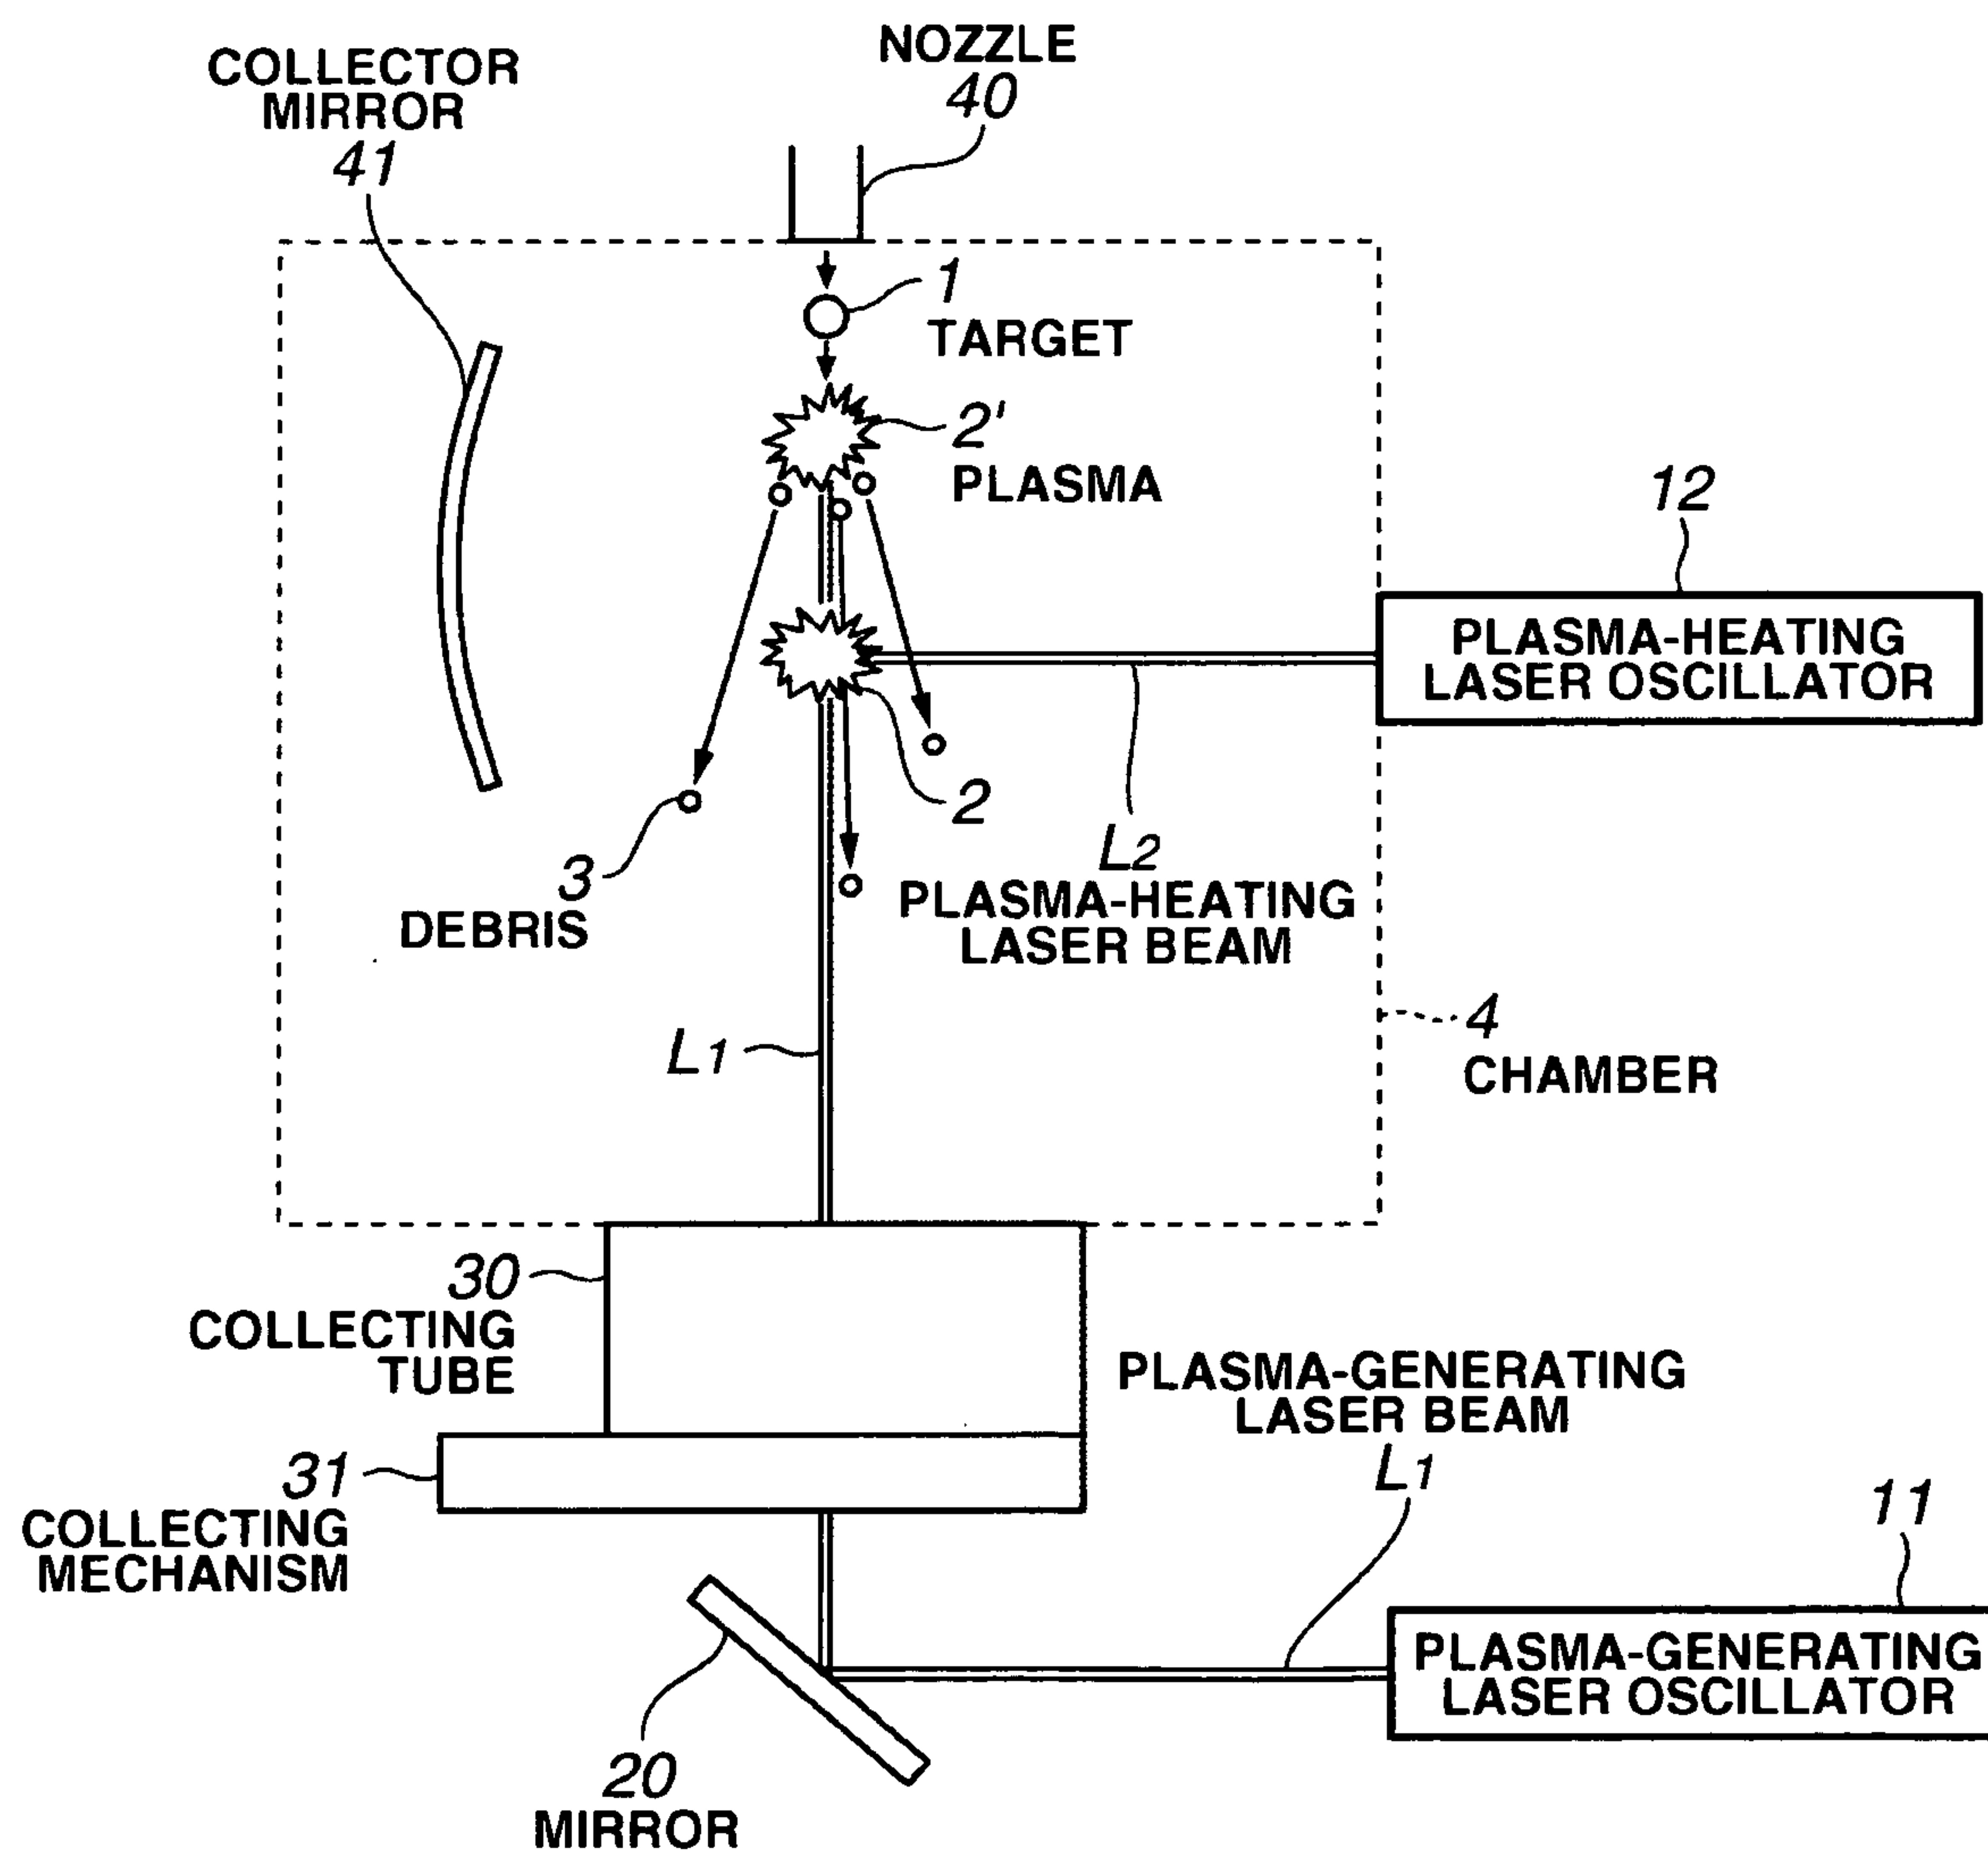 NOZZLE
40
COLLECTOR
MIRROR
41
1
TARGET
2'
PLASMA
12
PLASMA-HEATING
LASER OSCILLATOR
2
3
DEBRIS
L2
PLASMA-HEATING
LASER BEAM
4
CHAMBER
L1
30
COLLECTING
TUBE
PLASMA-GENERATING
LASER BEAM
L1
31
COLLECTING
MECHANISM
11
PLASMA-GENERATING
LASER OSCILLATOR
20
MIRROR